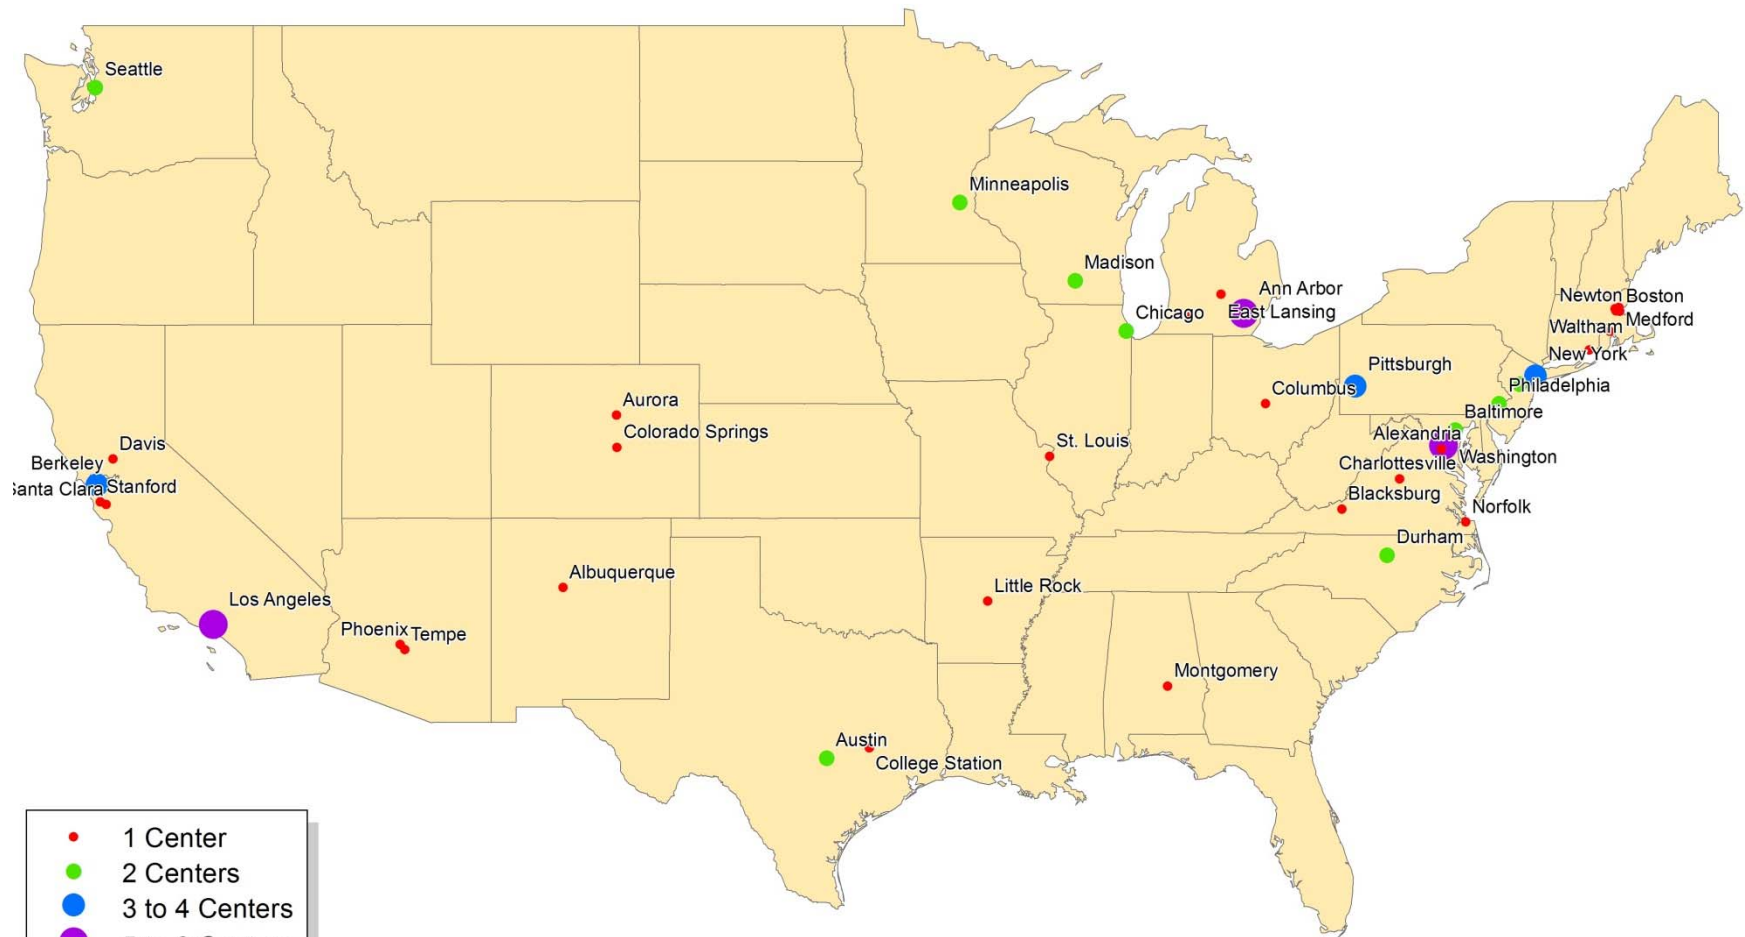 Seattle
Minneapolis
Madison
Ann Arbor
Chicago
East Lansing
Newton
Boston
Medford
Waltham
New York
Pittsburgh
Philadelphia
Columbus
Baltimore
Aurora
Colorado Springs
St. Louis
Alexandria
Washington
Charlottesville
Blacksburg
Norfolk
Durham
Davis
Berkeley
Santa Clara
Stanford
Albuquerque
Little Rock
Los Angeles
Phoenix
Tempe
Montgomery
Austin
College Station
1 Center
2 Centers
3 to 4 Centers